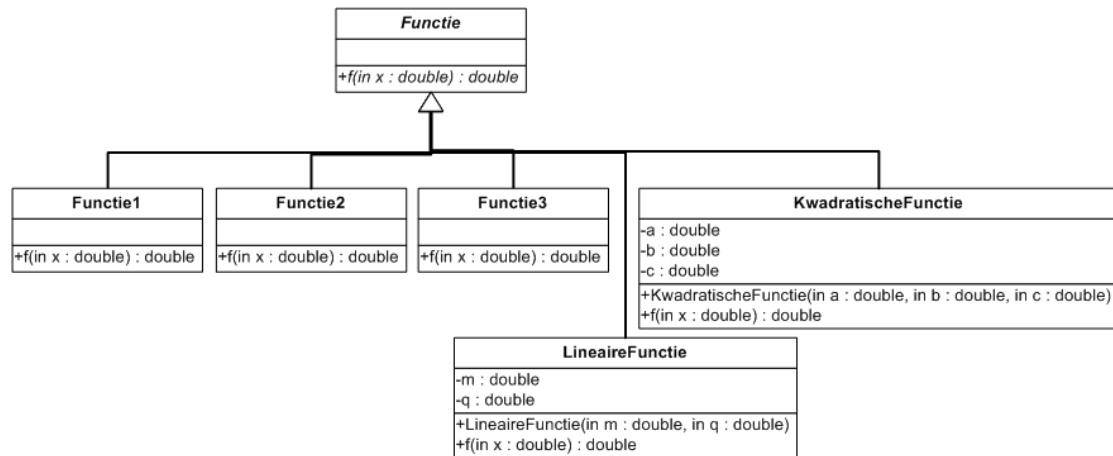 Functie
+f(in x : double) : double
Functie1
+f(in x : double) : double
Functie2
+f(in x : double) : double
Functie3
+f(in x : double) : double
KwadratischeFunctie
-a : double
-b : double
-c : double
+KwadratischeFunctie(in a : double, in b : double, in c : double)
+f(in x : double) : double
LineaireFunctie
-m : double
-q : double
+LineaireFunctie(in m : double, in q : double)
+f(in x : double) : double